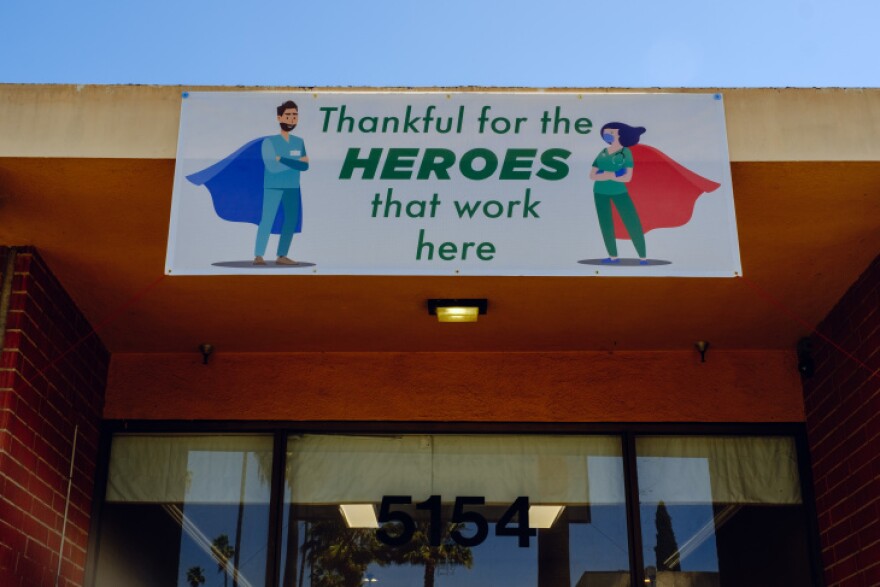 Thankful for the
HEROES
that work
here
5154